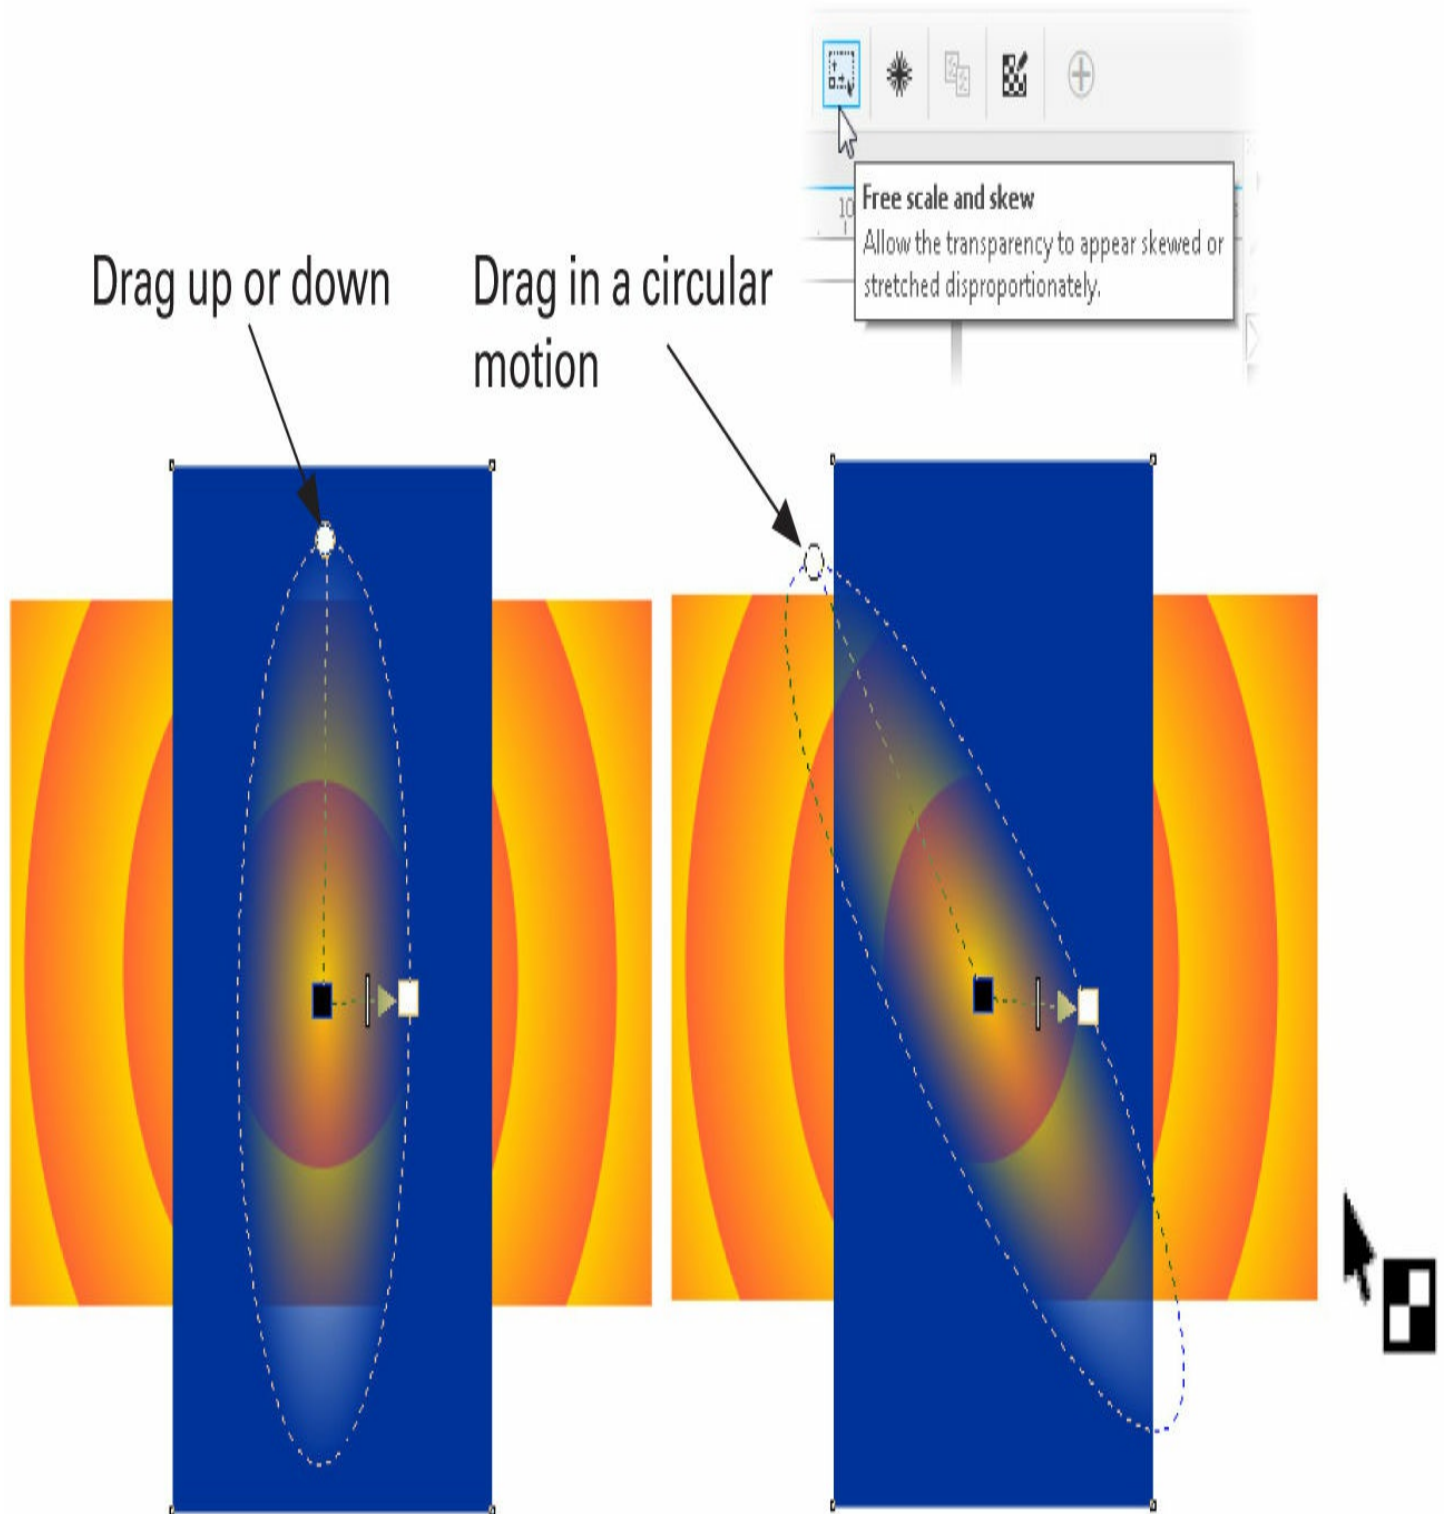 Free scale and skew
10
Allow the transparency to appear skewed or
stretched disproportionately.
Drag up or down
Drag in a circular
motion